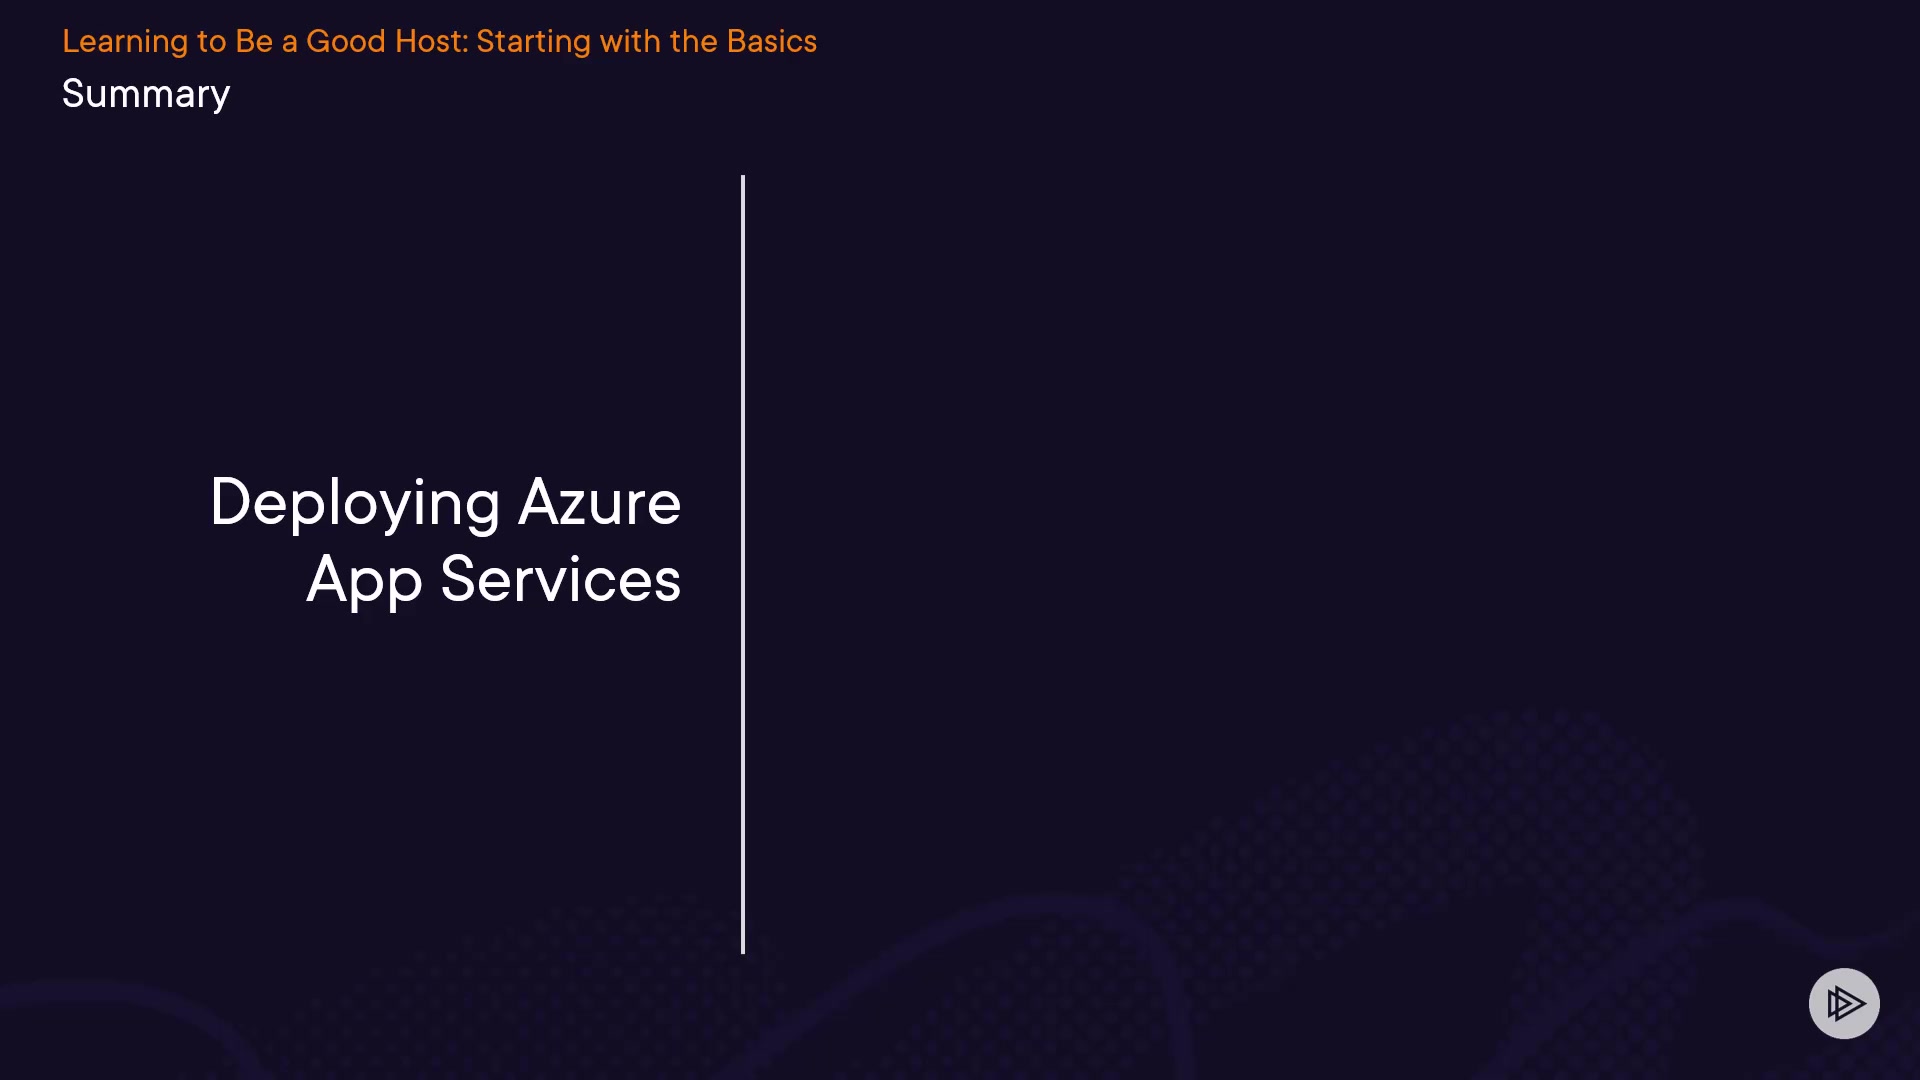 Learning to Be a Good Host: Starting with the Basics
Summary
Deploying Azure
App Services